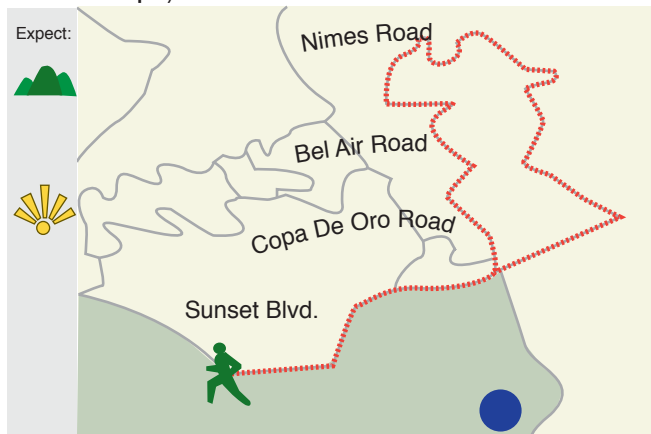 Expect:
Nimes Road
Bel Air Road
Copa De Oro Road
Sunset Blvd.